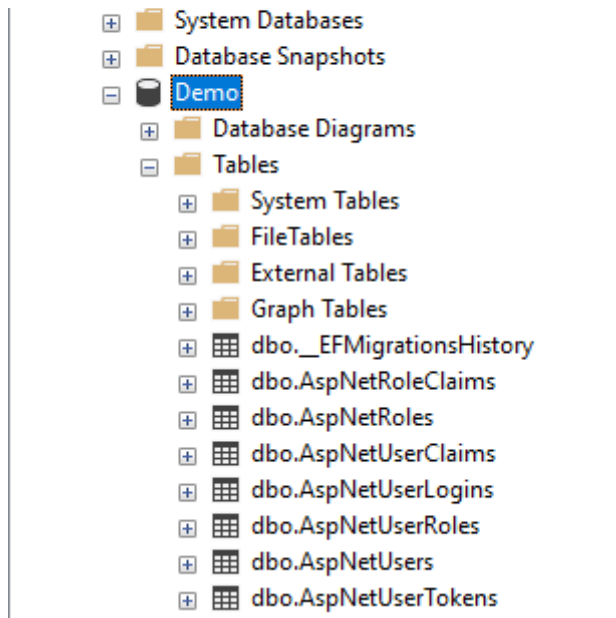 System Databases
Database Snapshots
Demo
Database Diagrams
Tables
System Tables
FileTables
External Tables
Graph Tables
dbo.__EFMigrationsHistory
dbo.AspNetRoleClaims
dbo.AspNetRoles
dbo.AspNetUserClaims
dbo.AspNetUserLogins
dbo.AspNetUserRoles
dbo.AspNetUsers
dbo.AspNetUserTokens